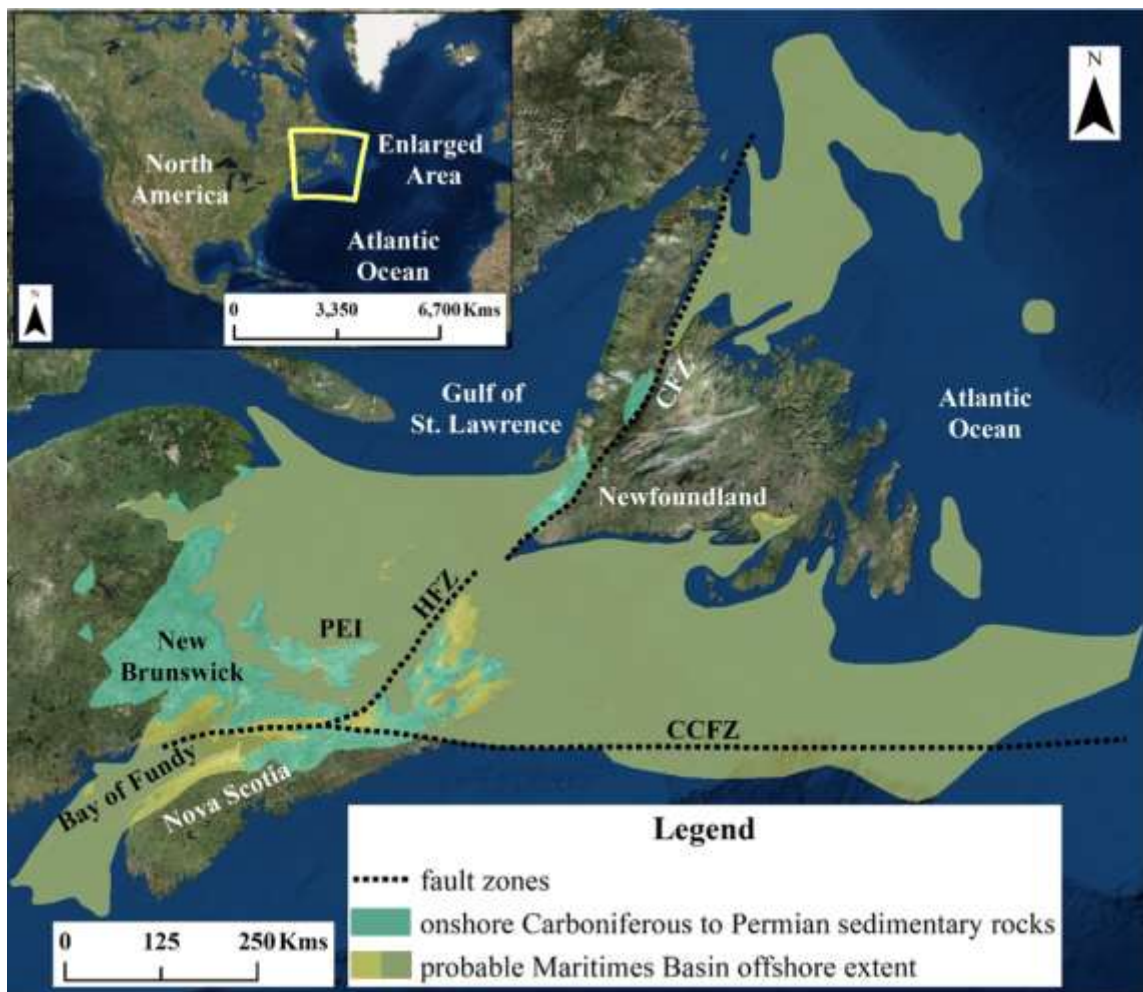 N
North
America
Enlarged
Area
Atlantic
Ocean
N
0 3,350 6,700 Kms
Gulf of
St. Lawrence
CFZ
Atlantic
Ocean
Newfoundland
HFZ
PEI
New
Brunswick
CCFZ
Bay of Fundy
Nova Scotia
Legend
fault zones
onshore Carboniferous to Permian sedimentary rocks
probable Maritimes Basin offshore extent
0 125 250 Kms